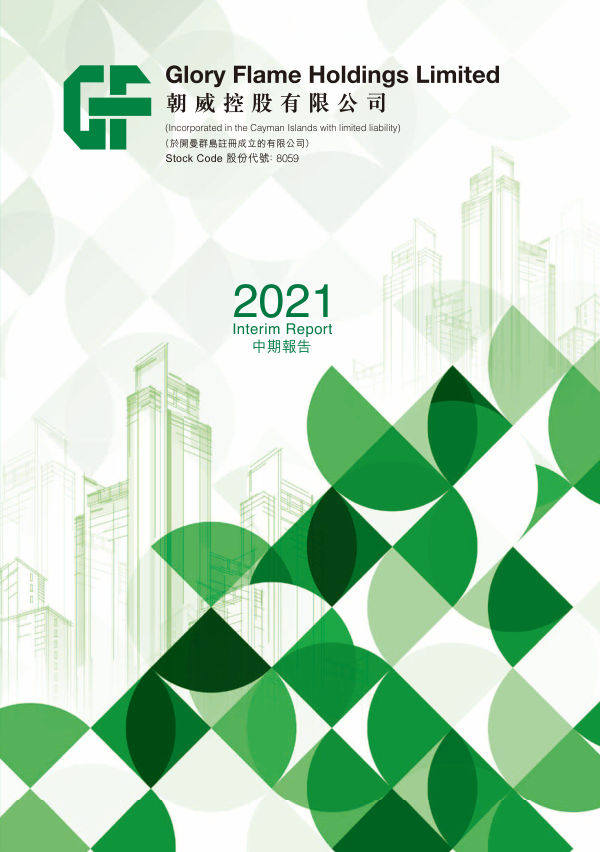 Glory Flame Holdings Limited
朝威控股有限公司
(Incorporated in the Cayman Islands with limited liability)
(於開曼群島註冊成立的有限公司)
Stock Code 股份代號: 8059
2021
Interim Report
中期報告